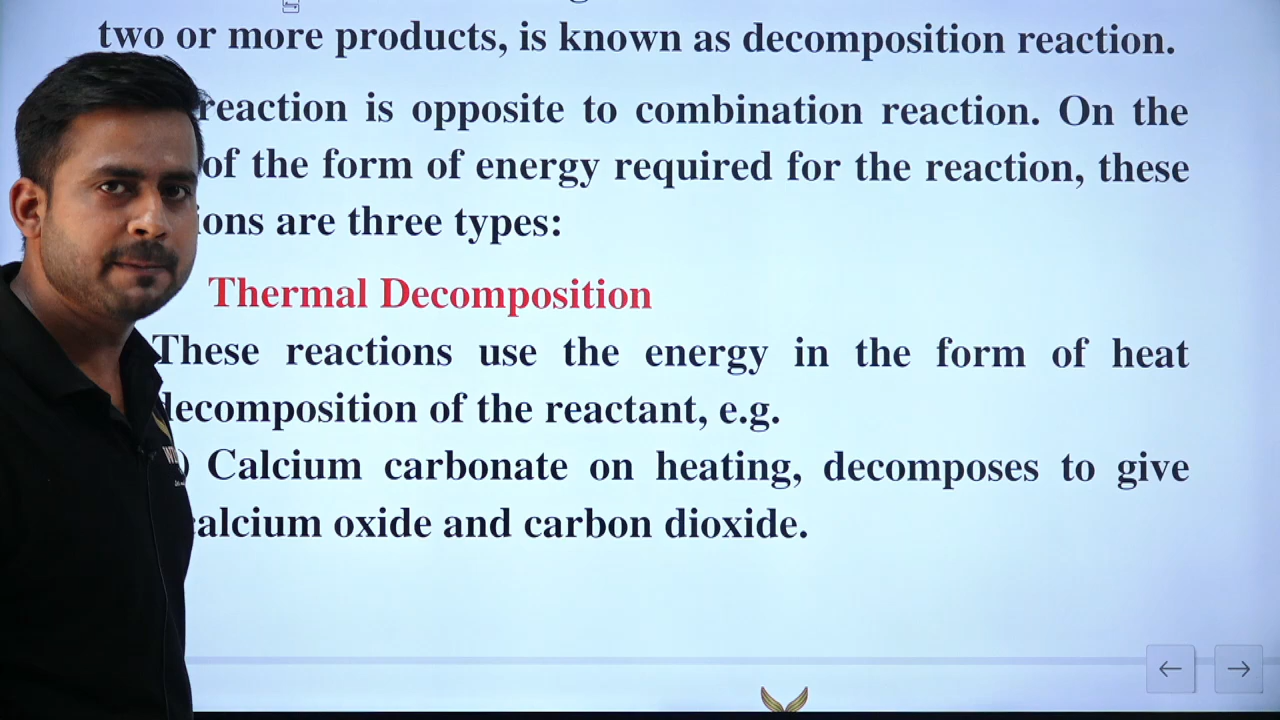 two or more products, is known as decomposition reaction.
reaction is opposite to combination reaction. On the
of the form of energy required for the reaction, these
ions are three types:
Thermal Decomposition
These reactions use the energy in the form of heat
decomposition of the reactant, e.g.
) Calcium carbonate on heating, decomposes to give
calcium oxide and carbon dioxide.